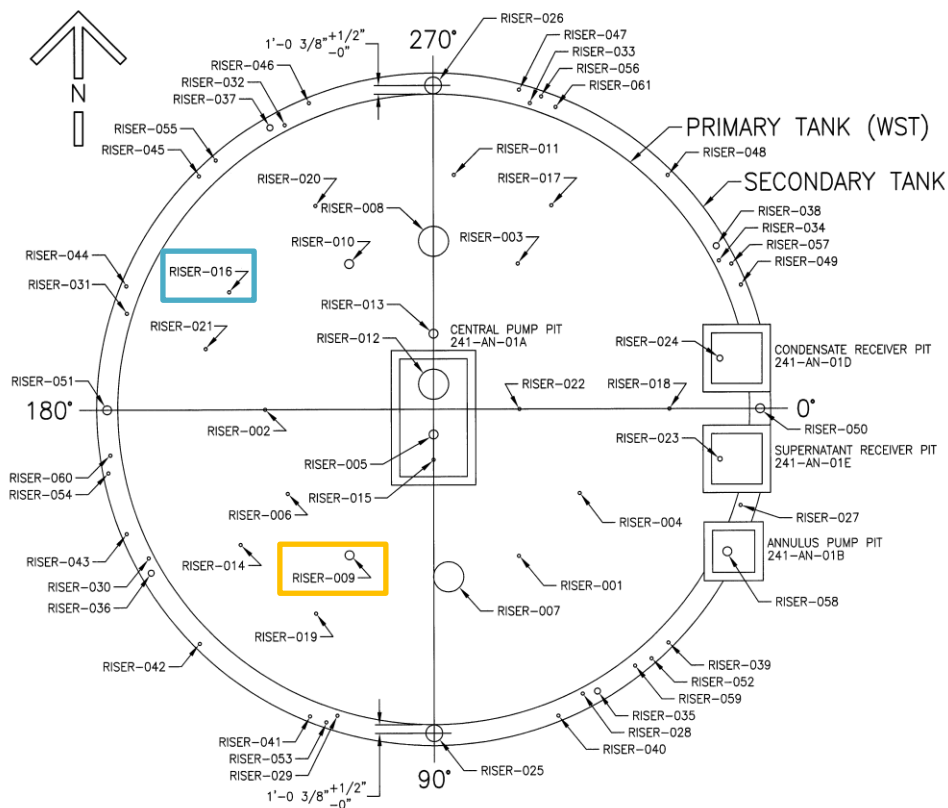 RISER-026
1'-0 3/8" +1/2" -0"
270°
RISER-047
RISER-033
RISER-056
RISER-061
RISER-046
RISER-032
RISER-037
N
RISER-055
RISER-045
PRIMARY TANK (WST)
RISER-011
RISER-048
RISER-020
RISER-017
SECONDARY TANK
RISER-008
RISER-038
RISER-010
RISER-003
RISER-034
RISER-057
RISER-044
RISER-049
RISER-016
RISER-031
RISER-013
RISER-021
CENTRAL PUMP PIT
241-AN-01A
RISER-012
RISER-024
CONDENSATE RECEIVER PIT
241-AN-01D
RISER-051
RISER-022
RISER-018
180°
0°
RISER-002
RISER-050
RISER-005
RISER-023
SUPERNATANT RECEIVER PIT
241-AN-01E
RISER-060
RISER-054
RISER-015
RISER-006
RISER-004
RISER-027
RISER-043
RISER-014
ANNULUS PUMP PIT
241-AN-01B
RISER-009
RISER-001
RISER-030
RISER-036
RISER-058
RISER-007
RISER-019
RISER-042
RISER-039
RISER-052
RISER-059
RISER-035
RISER-028
RISER-041
RISER-040
RISER-053
RISER-029
RISER-025
90°
1'-0 3/8" +1/2" -0"